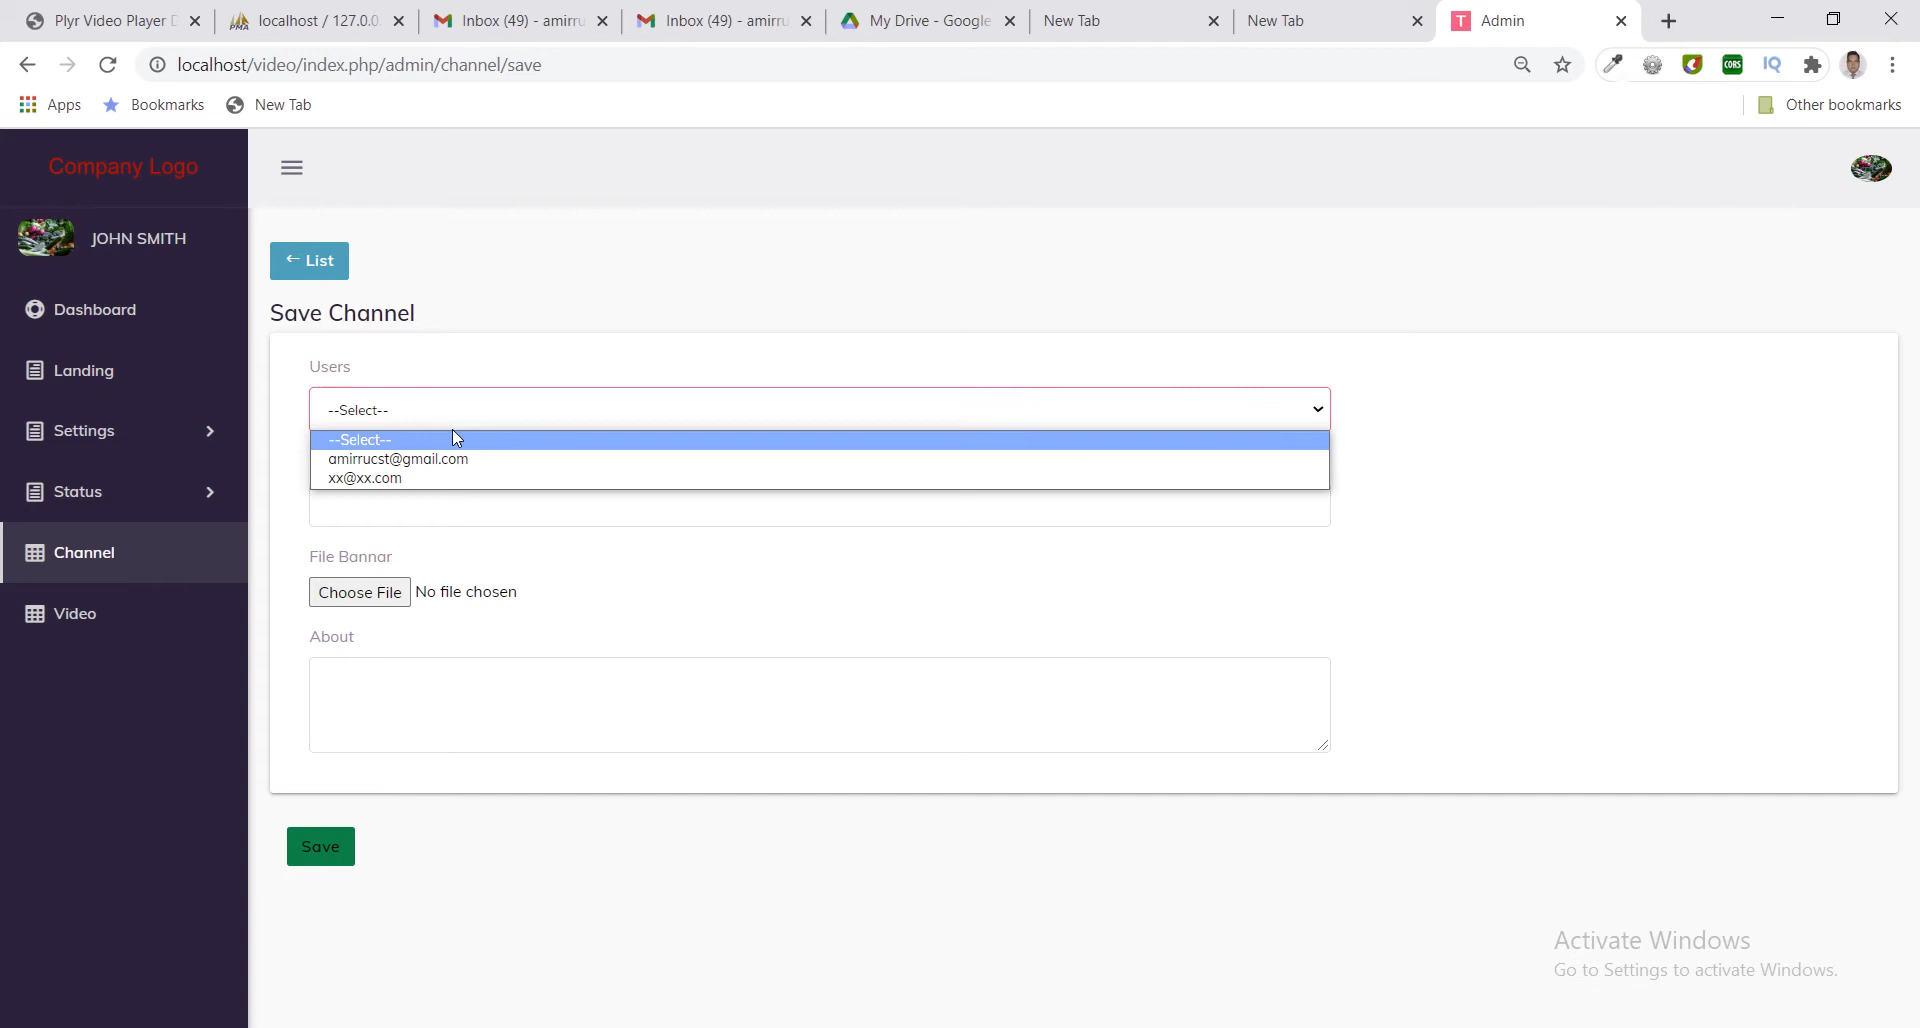 Plyr Video Player D
localhost / 127.0.0.
Inbox (49) - amirru
Inbox (49) - amirru
My Drive - Google
New Tab
New Tab
T Admin
localhost/video/index.php/admin/channel/save
CORS
IQ
Apps
Bookmarks
New Tab
Other bookmarks
Company Logo
JOHN SMITH
Dashboard
Landing
Settings
Status
Channel
Video
← List
Save Channel
Users
--Select--
--Select--
amirrucst@gmail.com
xx@xx.com
File Bannar
Choose File No file chosen
About
Save
Activate Windows
Go to Settings to activate Windows.